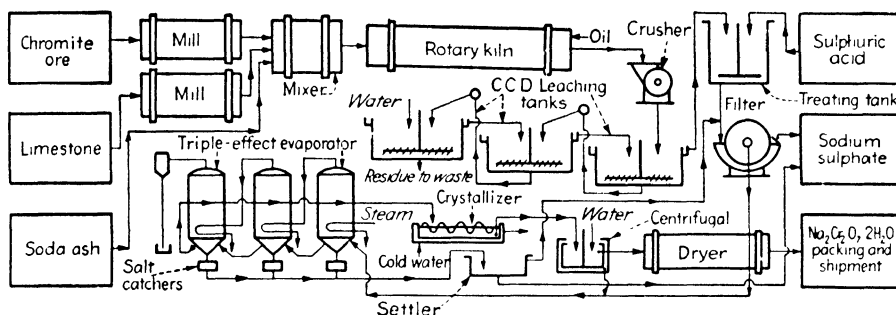 Chromite
ore
Mill
Mill
Mixer
Rotary kiln
Oil
Crusher
Sulphuric
acid
Treating tank
Limestone
Water
CCD Leaching
tanks
Filter
Sodium
sulphate
Triple-effect evaporator
Residue to waste
Crystallizer
Steam
Water
Centrifugal
Soda ash
Salt
catchers
Cold water
Settler
Dryer
Na2Cr2O7 2H2O
packing and
shipment